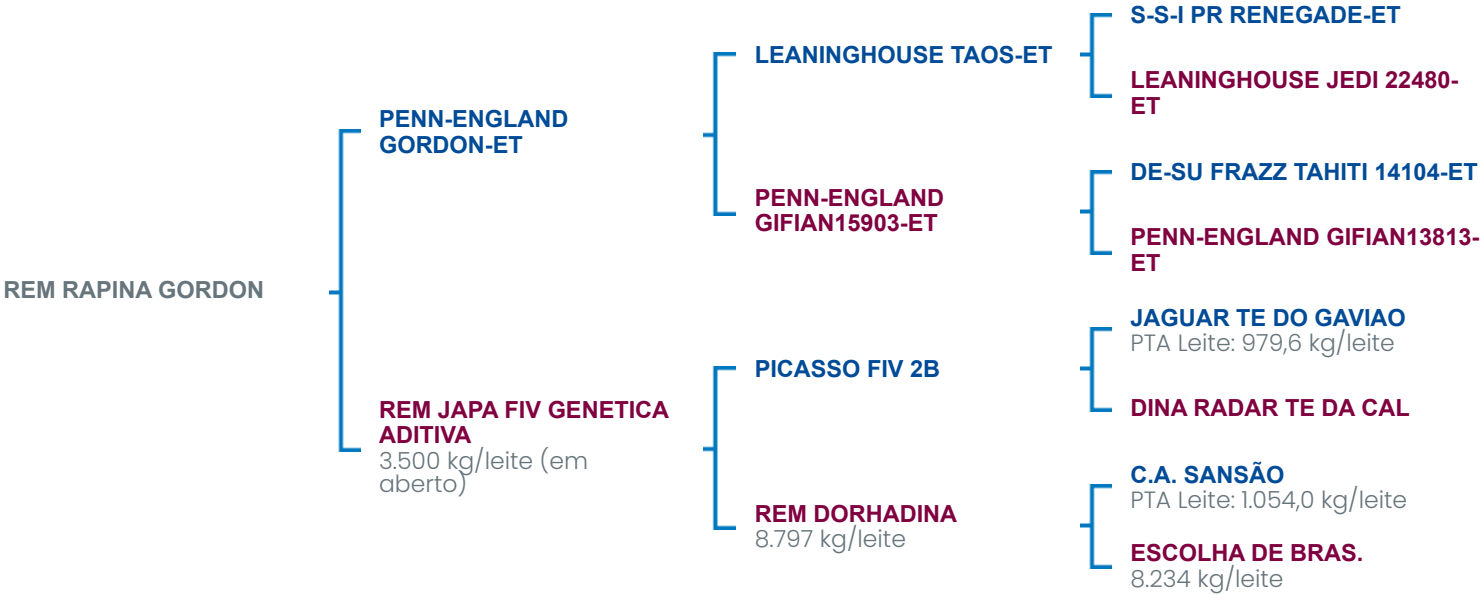 REM RAPINA GORDON
PENN-ENGLAND
GORDON-ET
REM JAPA FIV GENETICA
ADITIVA
3.500 kg/leite (em
aberto)
LEANINGHOUSE TAOS-ET
PENN-ENGLAND
GIFIAN15903-ET
PICASSO FIV 2B
REM DORHADINA
8.797 kg/leite
S-S-I PR RENEGADE-ET
LEANINGHOUSE JEDI 22480-
ET
DE-SU FRAZZ TAHITI 14104-ET
PENN-ENGLAND GIFIAN13813-
ET
JAGUAR TE DO GAVIAO
PTA Leite: 979,6 kg/leite
DINA RADAR TE DA CAL
C.A. SANSÃO
PTA Leite: 1.054,0 kg/leite
ESCOLHA DE BRAS.
8.234 kg/leite